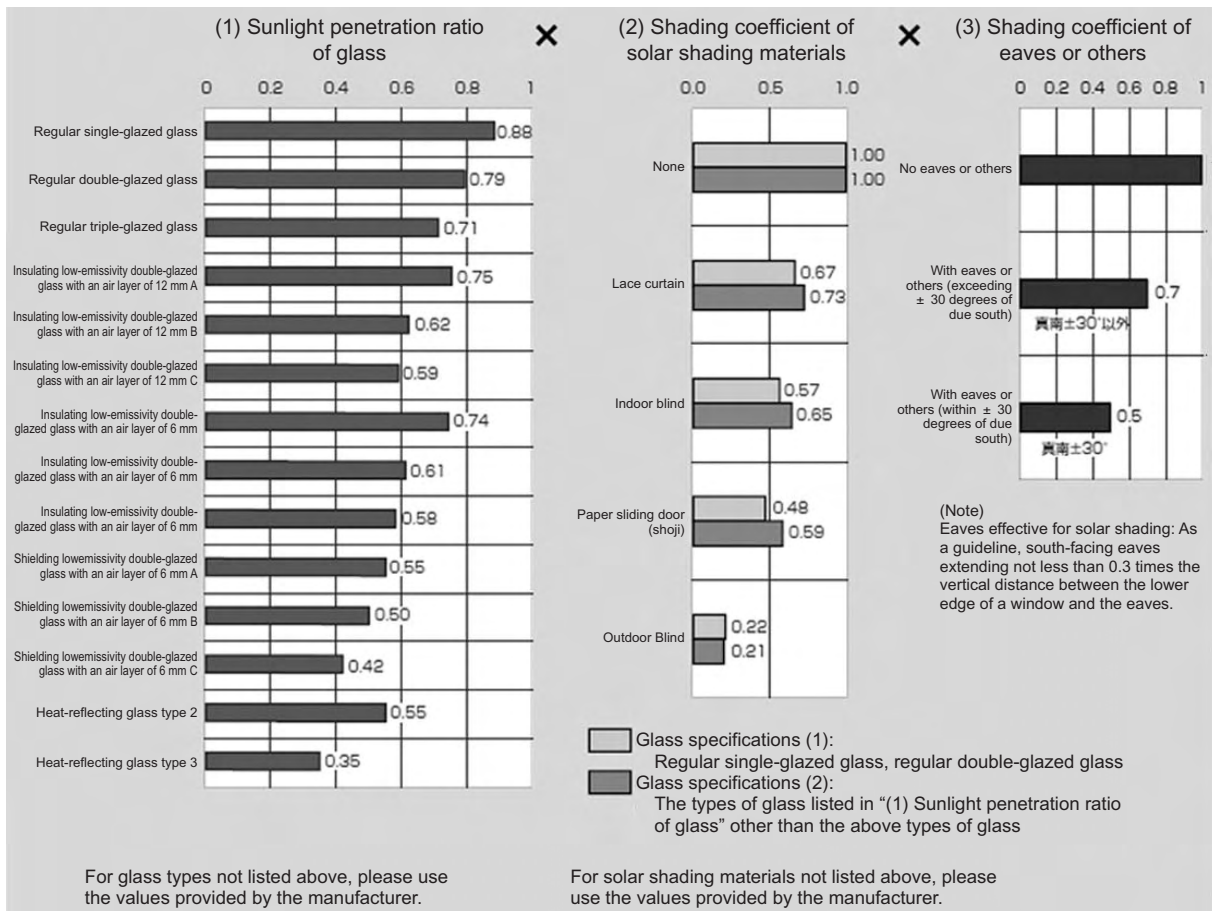 (1) Sunlight penetration ratio
of glass
×
(2) Shading coefficient of
solar shading materials
×
(3) Shading coefficient of
eaves or others
0 0.2 0.4 0.6 0.8 1
Regular single-glazed glass 0.88
Regular double-glazed glass 0.79
Regular triple-glazed glass 0.71
Insulating low-emissivity double-glazed
glass with an air layer of 12 mm A 0.75
Insulating low-emissivity double-glazed
glass with an air layer of 12 mm B 0.62
Insulating low-emissivity double-glazed
glass with an air layer of 12 mm C 0.59
Insulating low-emissivity double-
glazed glass with an air layer of 6 mm 0.74
Insulating low-emissivity double-
glazed glass with an air layer of 6 mm 0.61
Insulating low-emissivity double-
glazed glass with an air layer of 6 mm 0.58
Shielding lowemissivity double-glazed
glass with an air layer of 6 mm A 0.55
Shielding lowemissivity double-glazed
glass with an air layer of 6 mm B 0.50
Shielding lowemissivity double-glazed
glass with an air layer of 6 mm C 0.42
Heat-reflecting glass type 2 0.55
Heat-reflecting glass type 3 0.35
For glass types not listed above, please use
the values provided by the manufacturer.
0.0 0.5 1.0
None 1.00
1.00
Lace curtain 0.67
0.73
Indoor blind 0.57
0.65
Paper sliding door
(shoji) 0.48
0.59
Outdoor Blind 0.22
0.21
Glass specifications (1):
Regular single-glazed glass, regular double-glazed glass
Glass specifications (2):
The types of glass listed in “(1) Sunlight penetration ratio
of glass” other than the above types of glass
For solar shading materials not listed above, please
use the values provided by the manufacturer.
0 0.2 0.4 0.6 0.8 1
No eaves or others
With eaves or
others (exceeding
± 30 degrees of
due south) 0.7
真南±30°以外
With eaves or
others (within ± 30
degrees of due
south) 0.5
真南±30°
(Note)
Eaves effective for solar shading: As
a guideline, south-facing eaves
extending not less than 0.3 times the
vertical distance between the lower
edge of a window and the eaves.